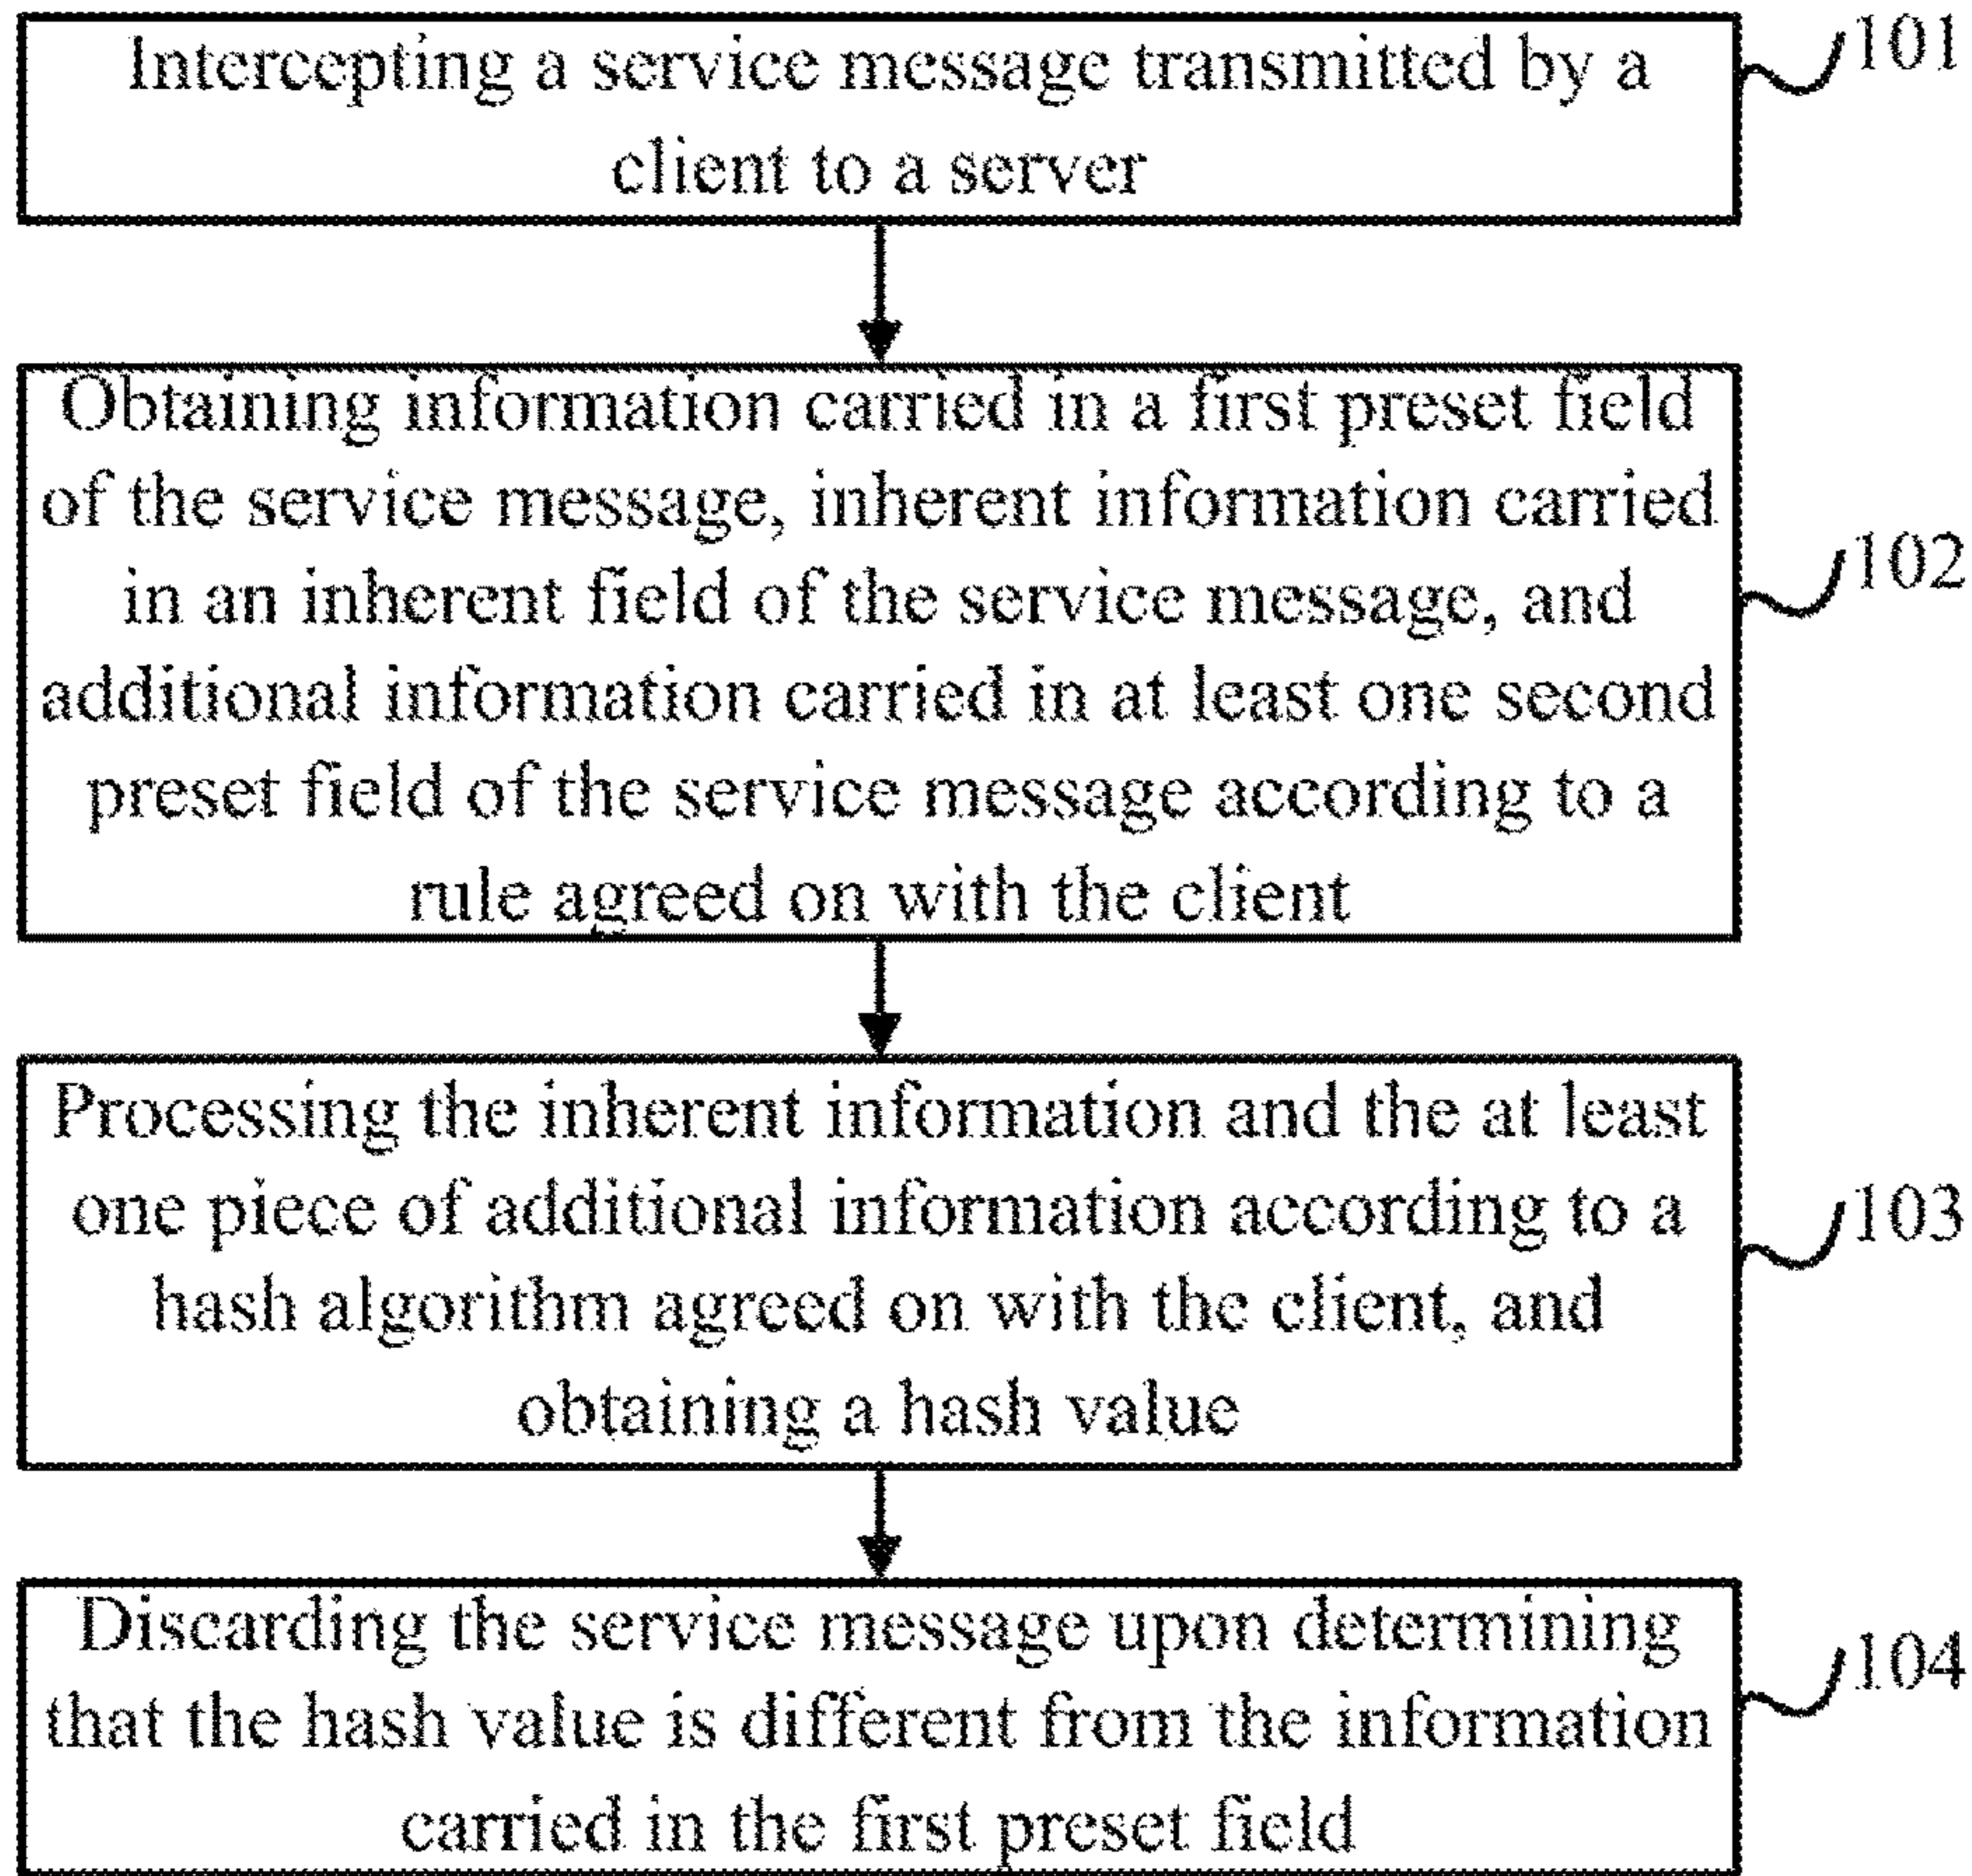 Intercepting a service message transmitted by a
client to a server
101
Obtaining information carried in a first preset field
of the service message, inherent information carried
in an inherent field of the service message, and
additional information carried in at least one second
preset field of the service message according to a
rule agreed on with the client
102
Processing the inherent information and the at least
one piece of additional information according to a
hash algorithm agreed on with the client, and
obtaining a hash value
103
Discarding the service message upon determining
that the hash value is different from the information
carried in the first preset field
104